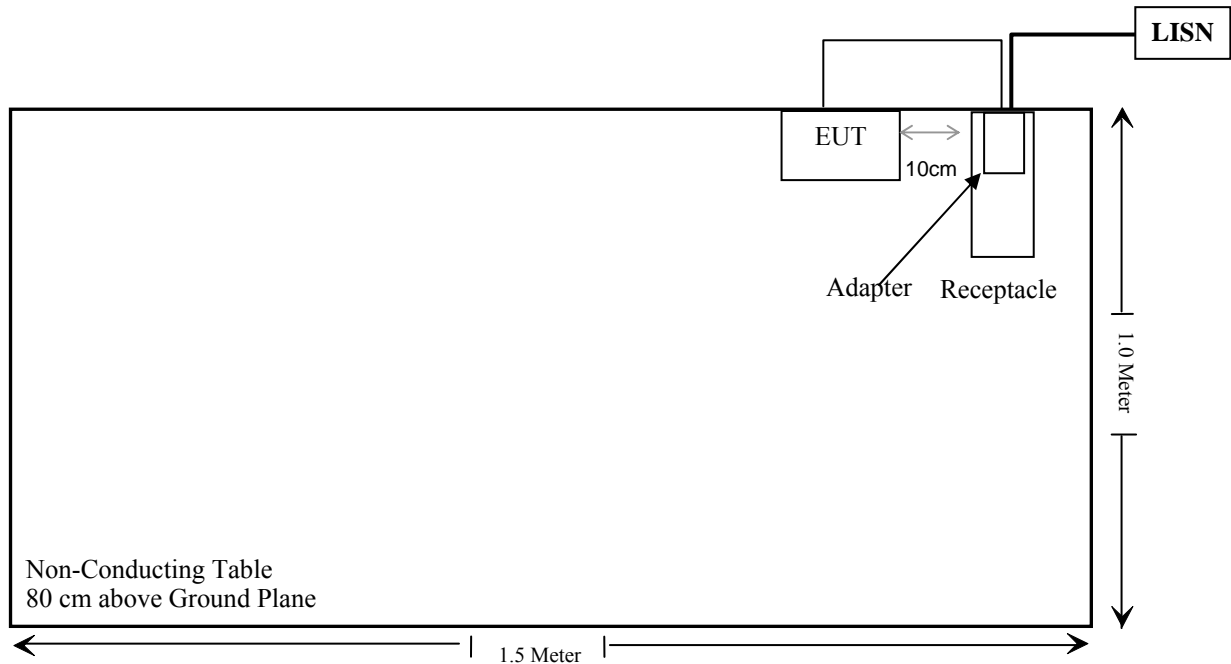 LISN
EUT
10cm
Adapter
Receptacle
1.0 Meter
Non-Conducting Table
80 cm above Ground Plane
1.5 Meter